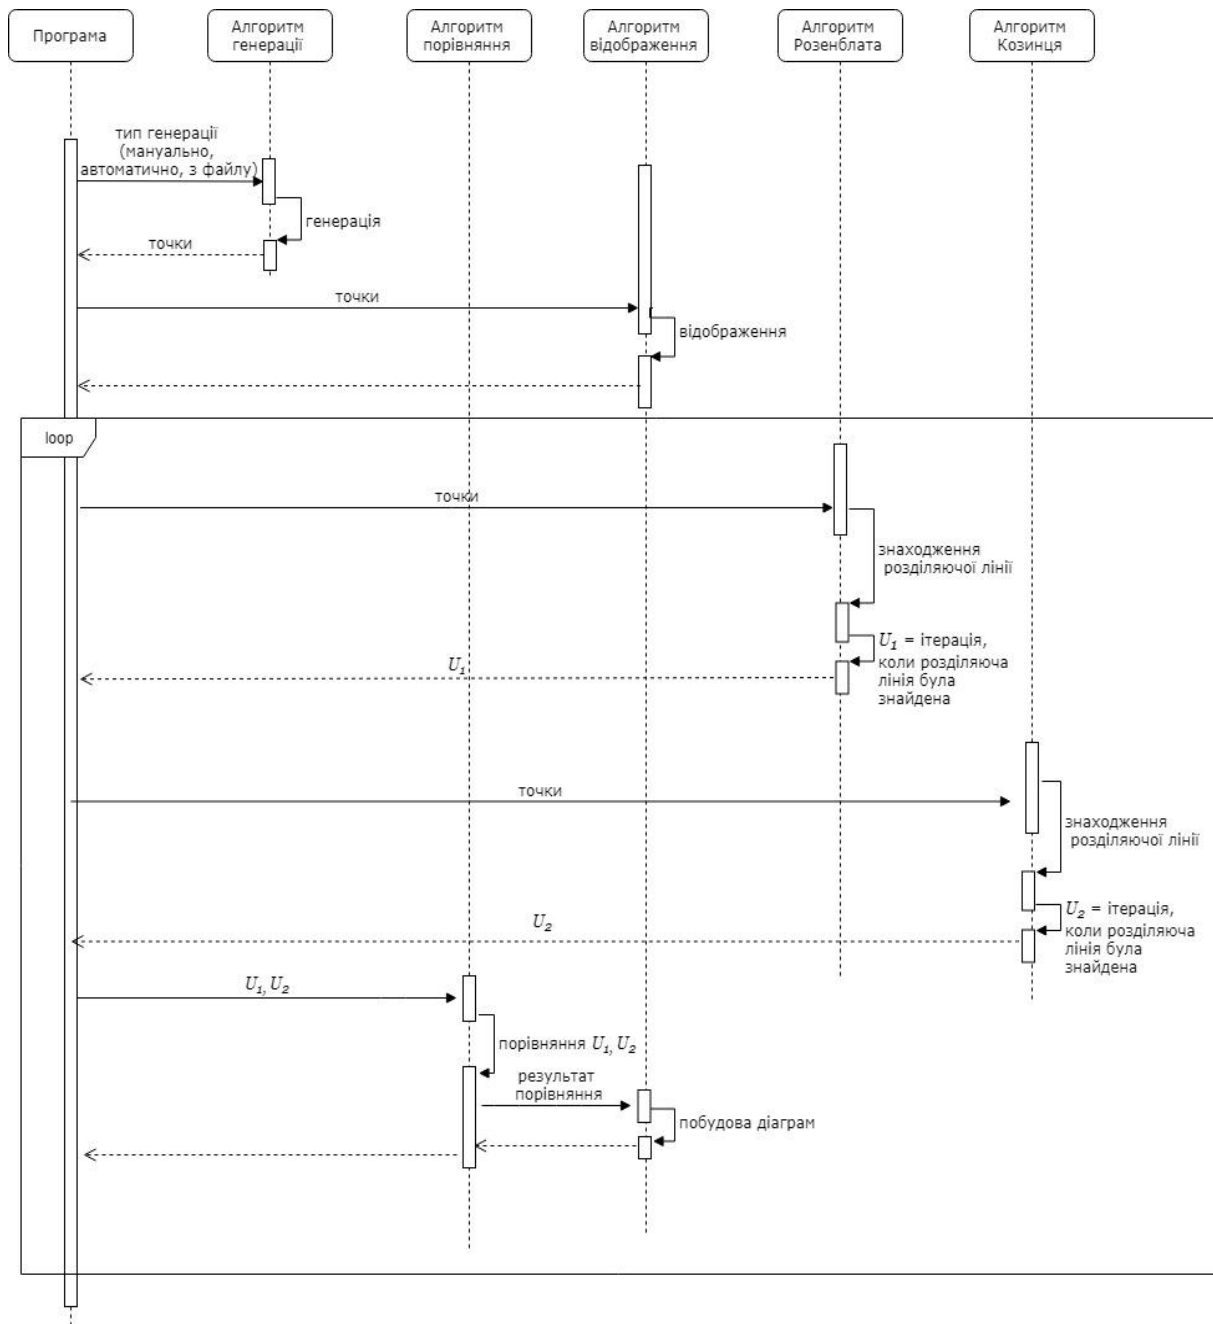 Програма
Алгоритм
генерації
Алгоритм
порівняння
Алгоритм
відображення
Алгоритм
Розенблата
Алгоритм
Козинця
тип генерації
(мануально,
автоматично, з файлу)
генерація
точки
точки
відображення
loop
точки
знаходження
розділяючої лінії
U₁ = ітерація,
коли розділяюча
лінія була
знайдена
U₁
точки
знаходження
розділяючої лінії
U₂ = ітерація,
коли розділяюча
лінія була
знайдена
U₂
U₁, U₂
порівняння U₁, U₂
результат
порівняння
побудова діаграм